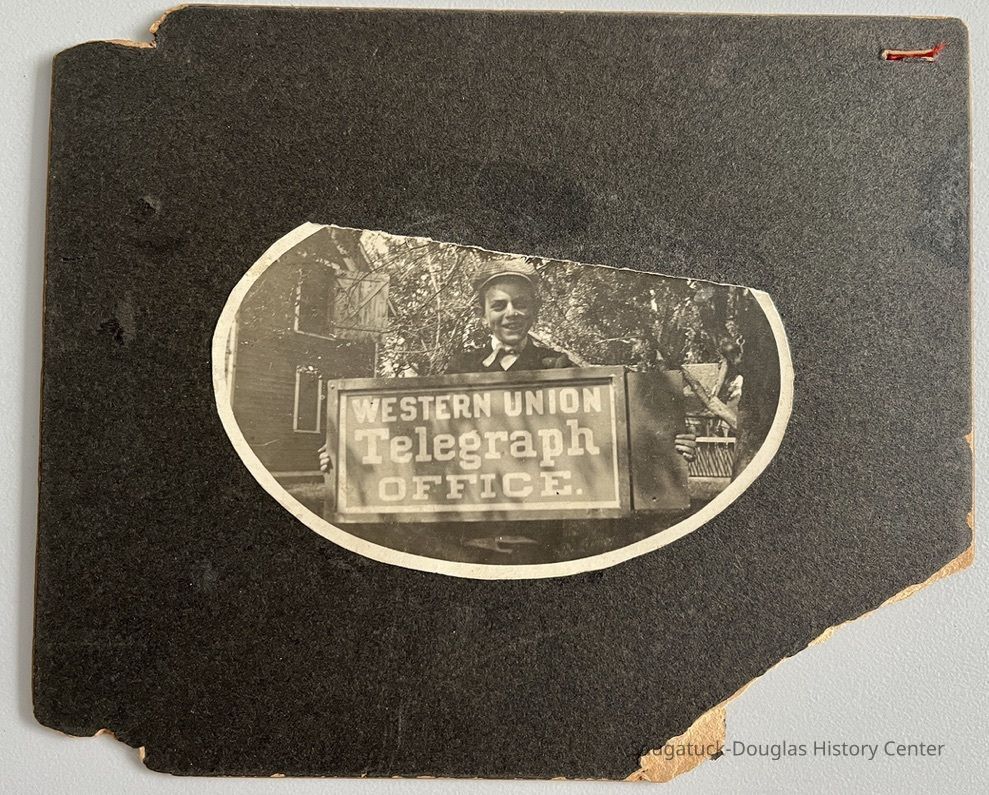 WESTERN UNION
Telegraph
OFFICE.
Saugatuck-Douglas History Center